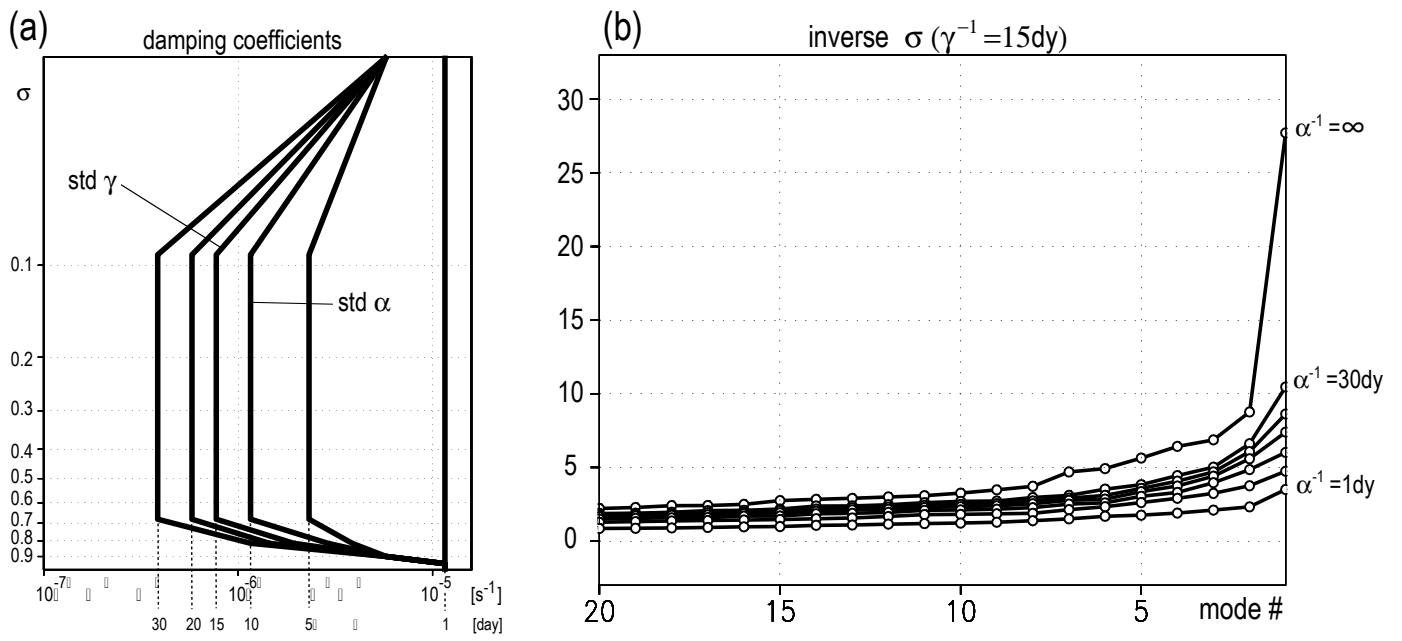 (a)
damping coefficients
σ
std γ
0.1
std α
0.2
0.3
0.4
0.5
0.6
0.7
0.8
0.9
10-7 10-6 10-5 [s-1]
30 20 15 10 5 1 [day]
(b)
inverse σ (γ-1 =15dy)
30
25
20
15
10
5
0
α-1 =∞
α-1 =30dy
α-1 =1dy
20 15 10 5 mode #